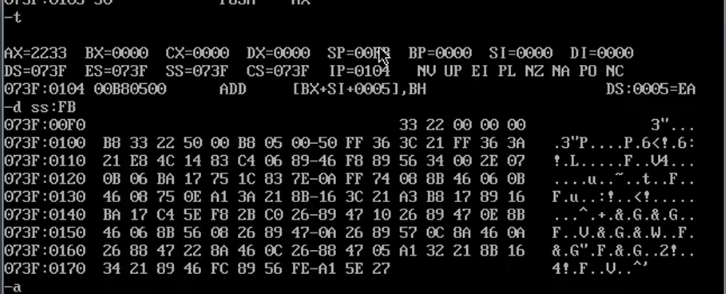 -t
AX=2233 BX=0000 CX=0000 DX=0000 BP=0000 SI=0000 DI=0000
DS=073F ES=073F SS=073F CS=073F IP=0104 NV UP EI PL NZ NA PO NC
073F:0104 00B80500 ADD [BX+SI+0005],BH DS:0005=EA
-d ss:FB
073F:00F0 33 22 00 00 00 3"...
073F:0100 B8 33 22 50 00 B8 05 00-50 FF 36 3C 21 FF 36 3A .3"P....P.6<!.6:
073F:0110 21 E8 4C 14 83 C4 06 89-46 F8 89 56 34 00 2E 07 !.L.....F..V4...
073F:0120 0B 06 BA 17 75 1C 83 7E-0A FF 74 08 8B 46 06 0B ....u..~..t..F..
073F:0130 46 08 75 0E A1 3A 21 8B-16 3C 21 A3 B8 17 89 16 F.u..:!..<!.....
073F:0140 BA 17 C4 5E F8 2B C0 26-89 47 10 26 89 47 0E 8B ...^.+.&.G.&.G..
073F:0150 46 06 8B 56 08 26 89 47-0A 26 89 57 0C 8A 46 0A F..V.&.G.&.W..F.
073F:0160 26 88 47 22 8A 46 0C 26-88 47 05 A1 32 21 8B 16 &.G".F.&.G..2!..
073F:0170 34 21 89 46 FC 89 56 FE-A1 5E 27 4!.F..V..^'
-a